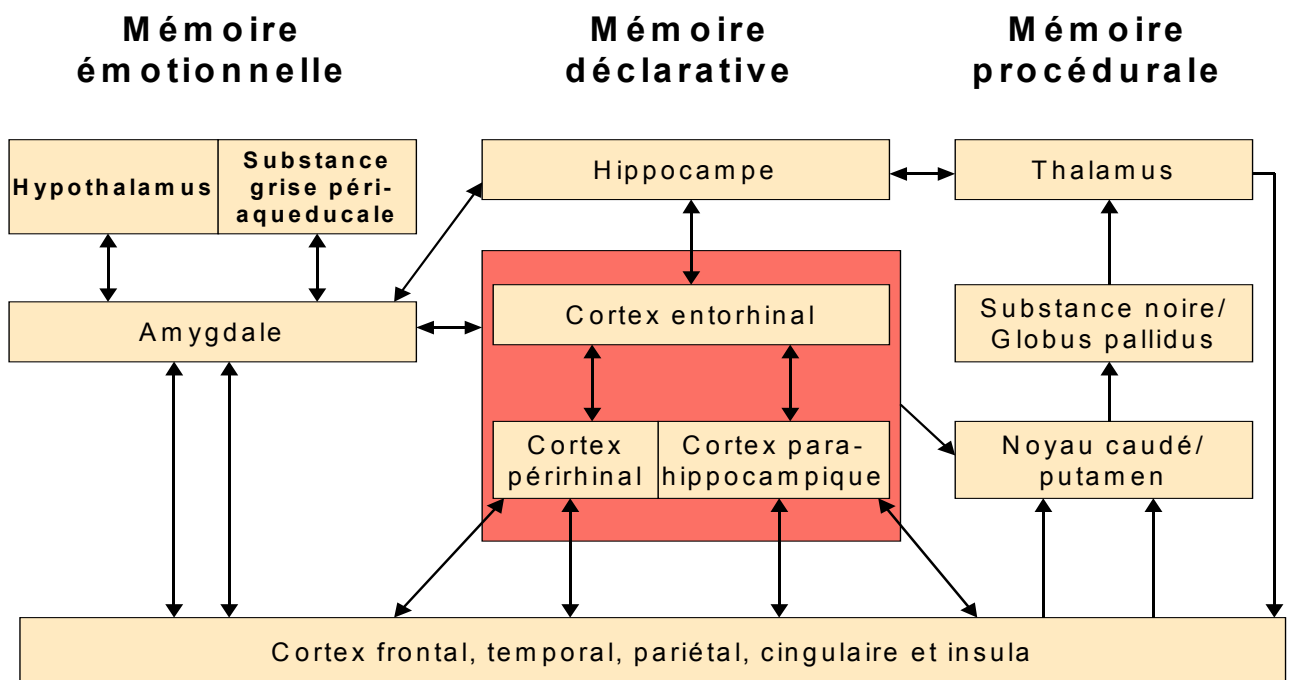 Mémoire
émotionnelle
Mémoire
déclarative
Mémoire
procédurale
Hypothalamus
Substance
grise péri-
aqueducale
Hippocampe
Thalamus
Amygdale
Cortex entorhinal
Substance noire/
Globus pallidus
Cortex
périrhinal
Cortex para-
hippocampique
Noyau caudé/
putamen
Cortex frontal, temporal, pariétal, cingulaire et insula